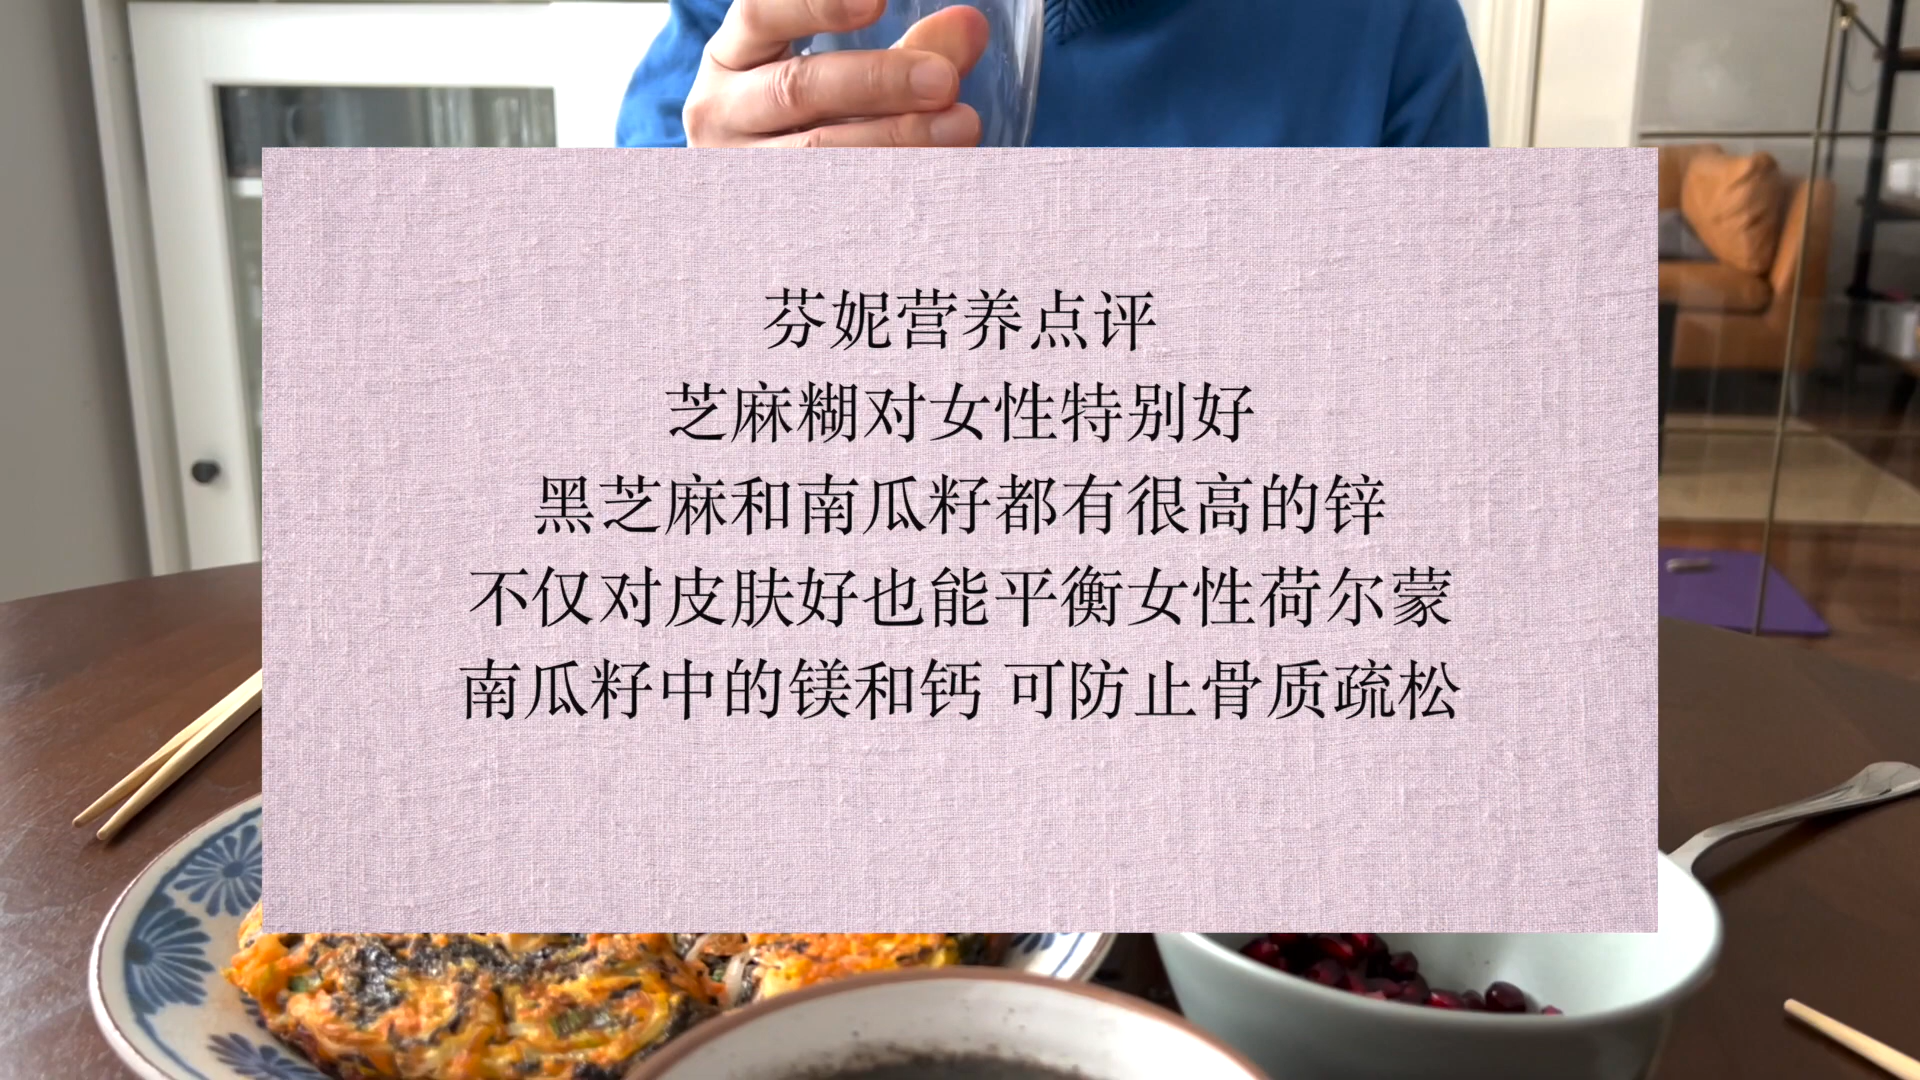 芬妮营养点评
芝麻糊对女性特别好
黑芝麻和南瓜籽都有很高的锌
不仅对皮肤好也能平衡女性荷尔蒙
南瓜籽中的镁和钙 可防止骨质疏松